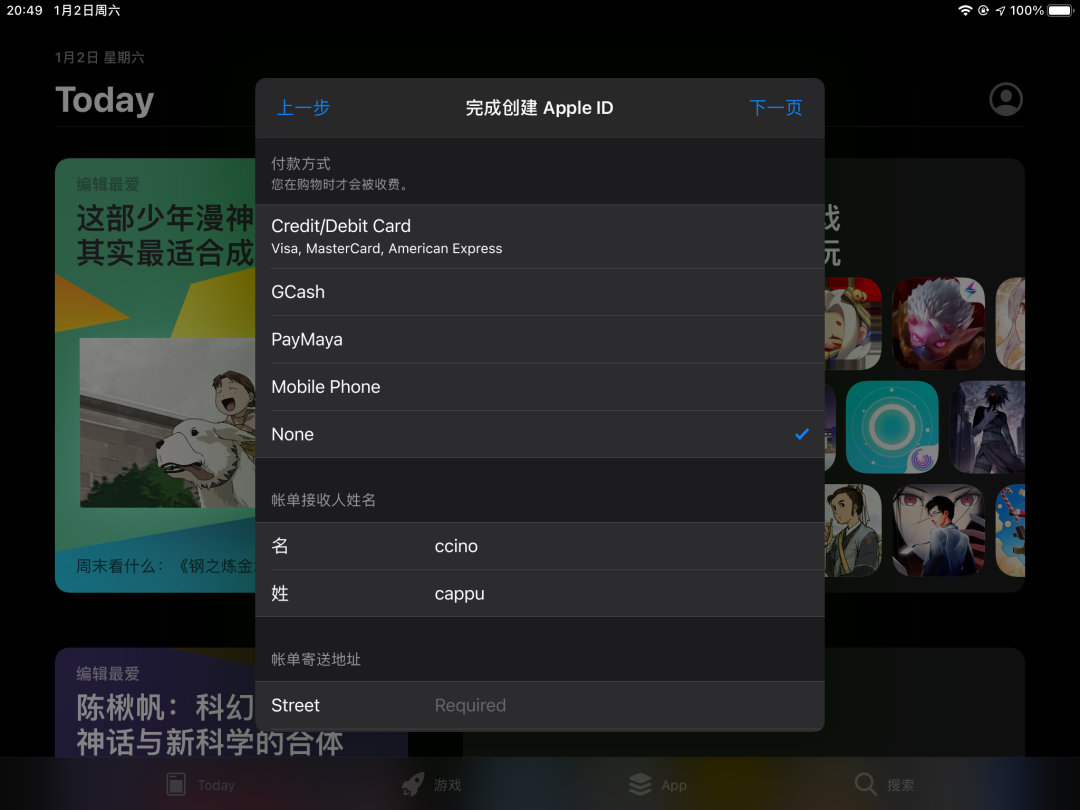 20:49 1月2日周六
100%
1月2日 星期六
Today
上一步
完成创建 Apple ID
下一页
付款方式
您在购物时才会被收费。
Credit/Debit Card
Visa, MasterCard, American Express
GCash
PayMaya
Mobile Phone
None
帐单接收人姓名
名 ccino
姓 cappu
帐单寄送地址
Street Required
编辑最爱
这部少年漫神
其实最适合成
周末看什么：《钢之炼金
戏
玩
编辑最爱
陈楸帆：科幻
神话与新科学的合体
Today
游戏
App
搜索